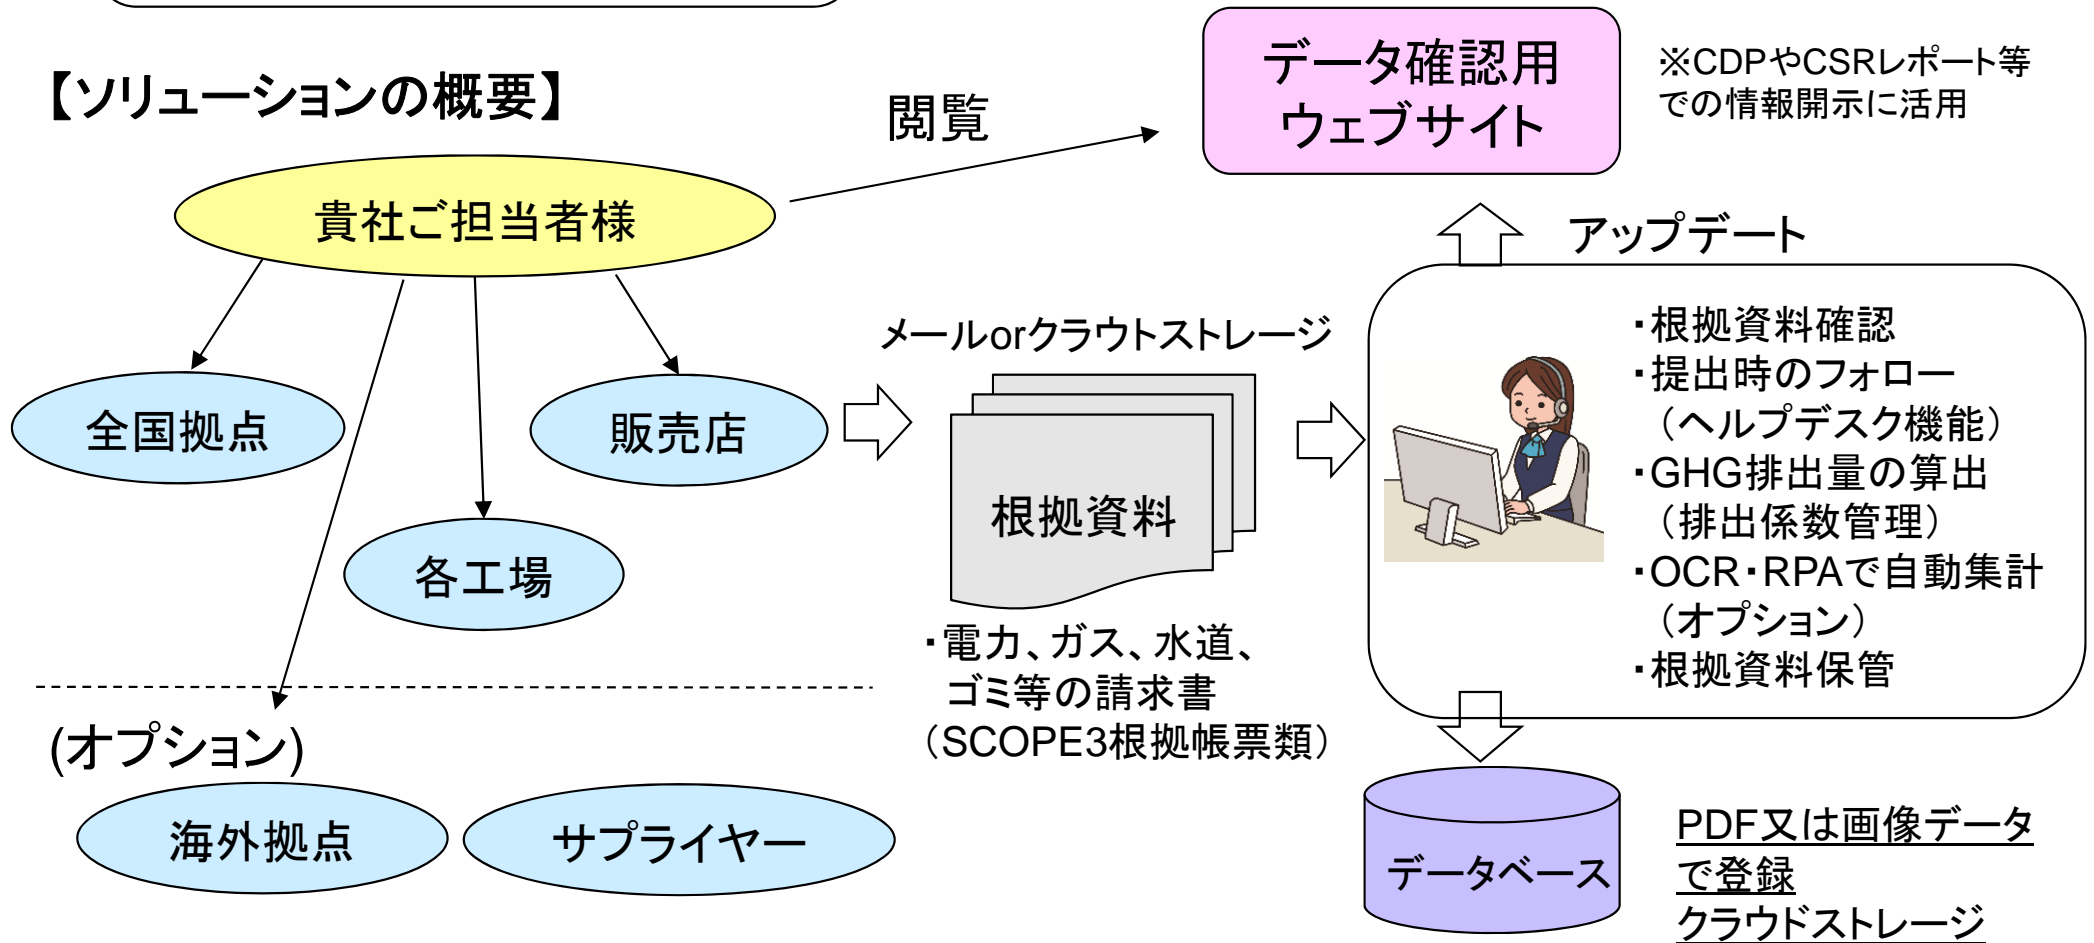 【ソリューションの概要】
閲覧
データ確認用
ウェブサイト
※CDPやCSRレポート等
での情報開示に活用
貴社ご担当者様
アップデート
全国拠点
販売店
各工場
メールorクラウトストレージ
根拠資料
・電力、ガス、水道、
ゴミ等の請求書
（SCOPE3根拠帳票類）
・根拠資料確認
・提出時のフォロー
（ヘルプデスク機能）
・GHG排出量の算出
（排出係数管理）
・OCR・RPAで自動集計
（オプション）
・根拠資料保管
(オプション)
海外拠点
サプライヤー
データベース
PDF又は画像データ
で登録
クラウドストレージ